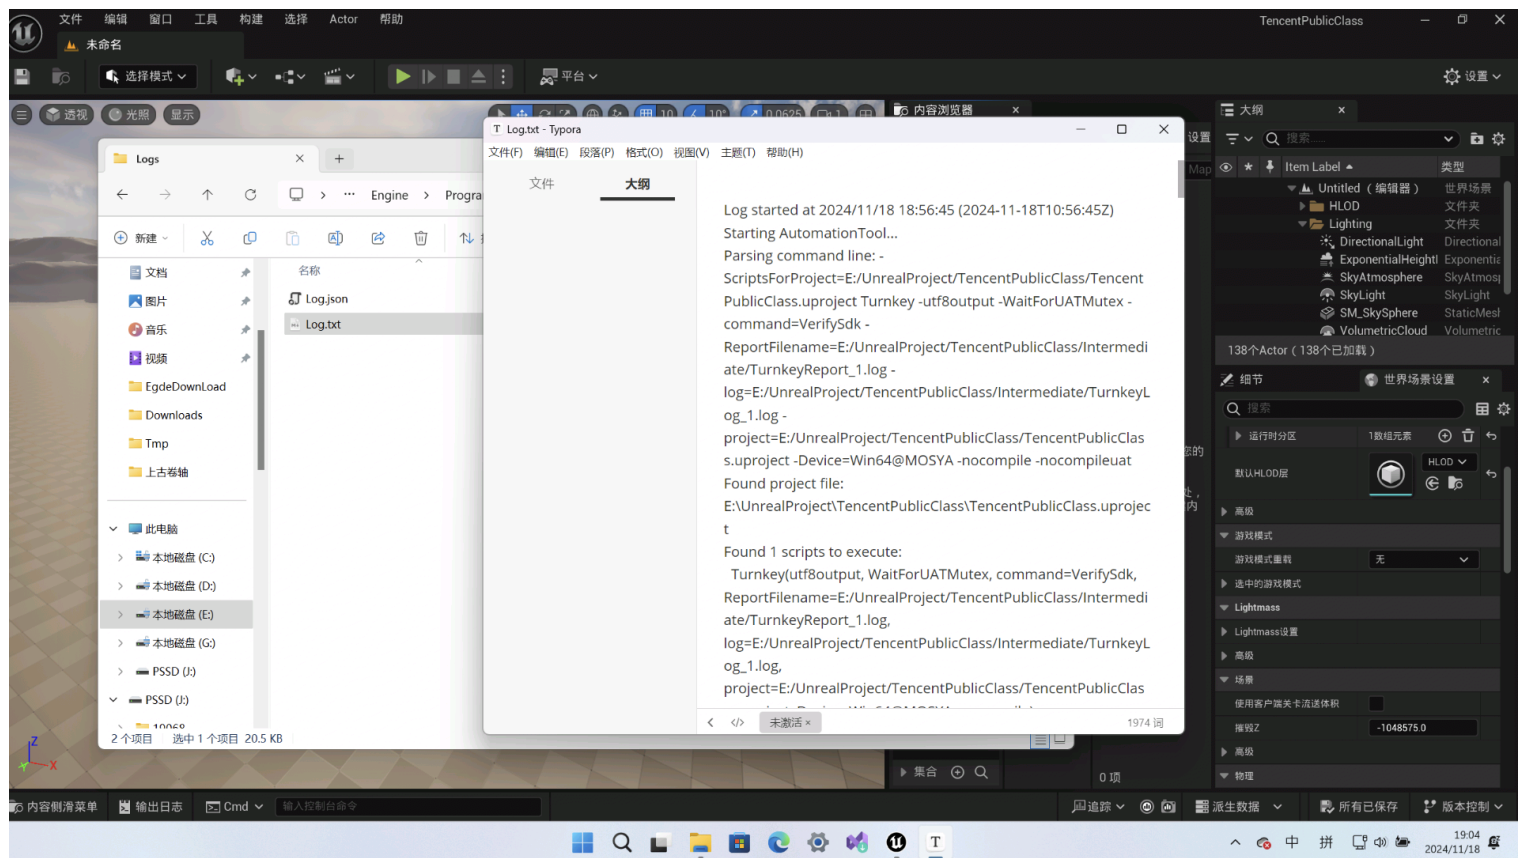 文件 编辑 窗口 工具 构建 选择 Actor 帮助
TencentPublicClass
未命名
选择模式
平台
设置
透视 光照 显示
10 10° 0.0625 1
内容浏览器
大纲
Logs
Log.txt - Typora
设置
搜索......
文件(F) 编辑(E) 段落(P) 格式(O) 视图(V) 主题(T) 帮助(H)
Map
Item Label 类型
文件 大纲
Engine Progra
Untitled（编辑器） 世界场景
HLOD 文件夹
Lighting 文件夹
DirectionalLight Directional
ExponentialHeightl Exponentia
SkyAtmosphere SkyAtmos
SkyLight SkyLight
SM_SkySphere StaticMesh
VolumetricCloud Volumetric
138个Actor（138个已加载）
新建
名称
文档
图片
音乐
视频
EgdeDownLoad
Downloads
Tmp
上古卷轴
Log.json
Log.txt
此电脑
本地磁盘 (C:)
本地磁盘 (D:)
本地磁盘 (E:)
本地磁盘 (G:)
PSSD (J:)
PSSD (J:)
10068
2 个项目 选中 1 个项目 20.5 KB
Log started at 2024/11/18 18:56:45 (2024-11-18T10:56:45Z)
Starting AutomationTool...
Parsing command line: -
ScriptsForProject=E:/UnrealProject/TencentPublicClass/Tencent
PublicClass.uproject Turnkey -utf8output -WaitForUATMutex -
command=VerifySdk -
ReportFilename=E:/UnrealProject/TencentPublicClass/Intermedi
ate/TurnkeyReport_1.log -
log=E:/UnrealProject/TencentPublicClass/Intermediate/TurnkeyL
og_1.log -
project=E:/UnrealProject/TencentPublicClass/TencentPublicClas
s.uproject -Device=Win64@MOSYA -nocompile -nocompileuat
Found project file:
E:\UnrealProject\TencentPublicClass\TencentPublicClass.uprojec
t
Found 1 scripts to execute:
Turnkey(utf8output, WaitForUATMutex, command=VerifySdk,
ReportFilename=E:/UnrealProject/TencentPublicClass/Intermedi
ate/TurnkeyReport_1.log,
log=E:/UnrealProject/TencentPublicClass/Intermediate/TurnkeyL
og_1.log,
project=E:/UnrealProject/TencentPublicClass/TencentPublicClas
未激活 ×
1974 词
细节 世界场景设置
搜索
运行时分区 1数组元素
默认HLOD层 HLOD
高级
游戏模式
游戏模式重载 无
选中的游戏模式
Lightmass
Lightmass设置
高级
场景
使用客户端关卡流送体积
摧毁Z -1048575.0
高级
物理
集合
0 项
Z
Y X
内容侧滑菜单 输出日志 Cmd 输入控制台命令
追踪 派生数据 所有已保存 版本控制
中 拼
19:04
2024/11/18